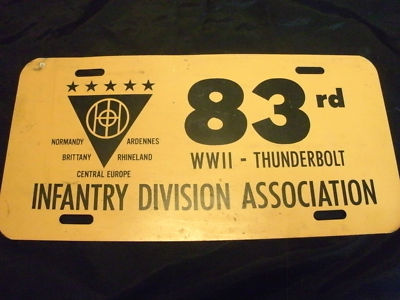 83rd
NORMANDY ARDENNES
BRITTANY RHINELAND
CENTRAL EUROPE
WWII - THUNDERBOLT
INFANTRY DIVISION ASSOCIATION